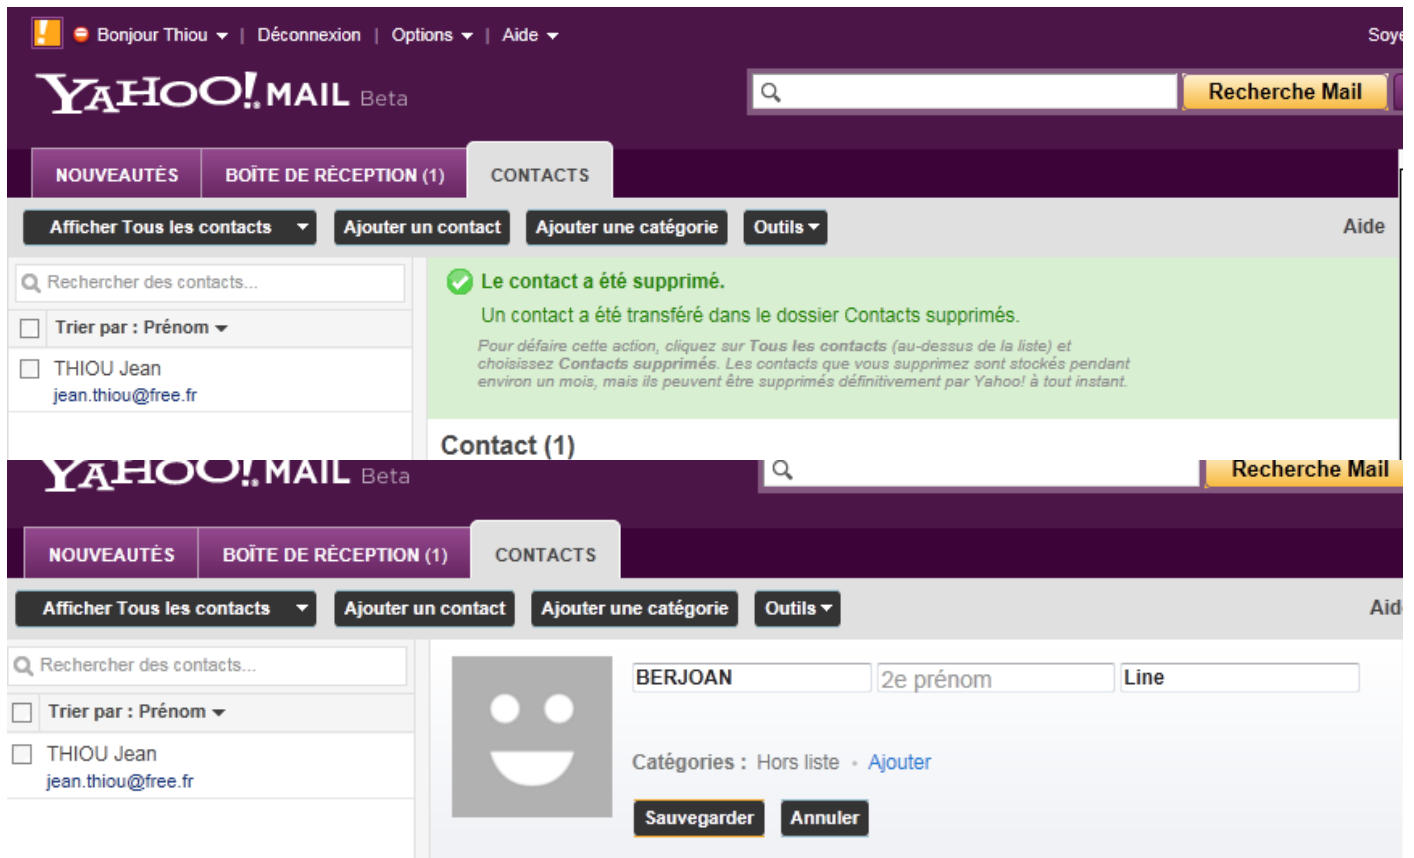 Bonjour Thiou | Déconnexion | Options | Aide
YAHOO! MAIL Beta
Recherche Mail
NOUVEAUTÉS BOÎTE DE RÉCEPTION (1) CONTACTS
Afficher Tous les contacts Ajouter un contact Ajouter une catégorie Outils Aide
Rechercher des contacts...
Trier par : Prénom
THIOU Jean
jean.thiou@free.fr
Le contact a été supprimé.
Un contact a été transféré dans le dossier Contacts supprimés.
Pour défaire cette action, cliquez sur Tous les contacts (au-dessus de la liste) et
choisissez Contacts supprimés. Les contacts que vous supprimez sont stockés pendant
environ un mois, mais ils peuvent être supprimés définitivement par Yahoo! à tout instant.
Contact (1)
YAHOO! MAIL Beta
Recherche Mail
NOUVEAUTÉS BOÎTE DE RÉCEPTION (1) CONTACTS
Afficher Tous les contacts Ajouter un contact Ajouter une catégorie Outils
Rechercher des contacts...
Trier par : Prénom
THIOU Jean
jean.thiou@free.fr
BERJOAN 2e prénom Line
Catégories : Hors liste • Ajouter
Sauvegarder Annuler